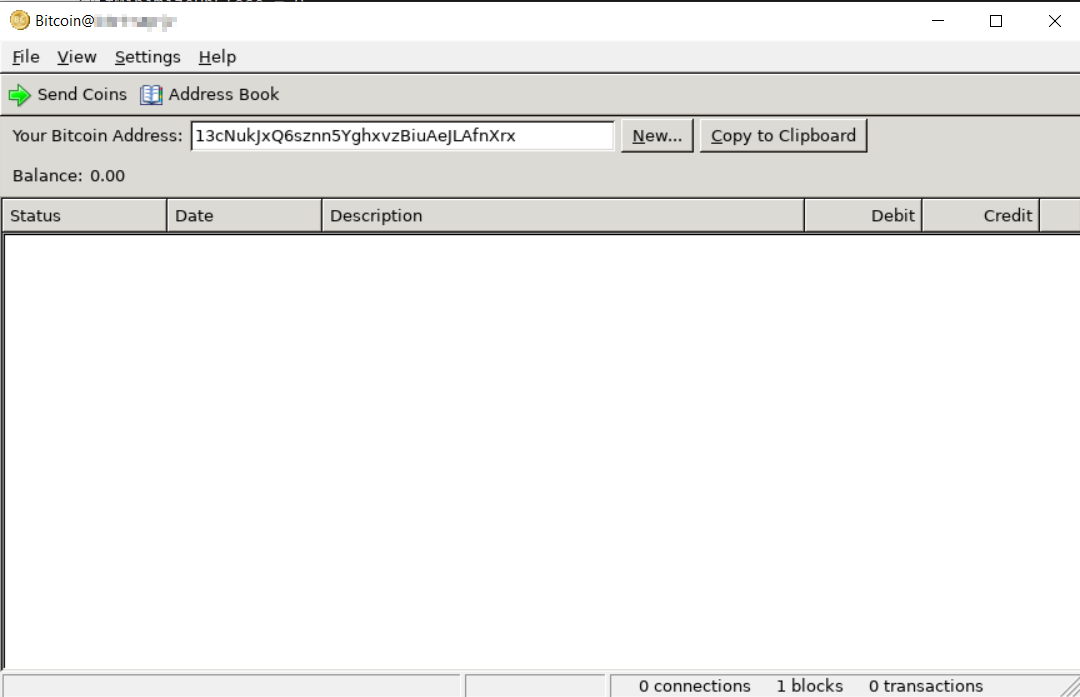 Bitcoin@
File View Settings Help
Send Coins Address Book
Your Bitcoin Address: 13cNukJxQ6sznn5YghxvzBiuAeJLAfnXrx New... Copy to Clipboard
Balance: 0.00
Status Date Description Debit Credit
0 connections 1 blocks 0 transactions